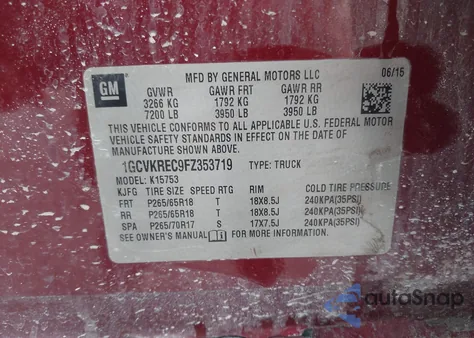 MFD BY GENERAL MOTORS LLC 06/15
GM GVWR GAWR FRT GAWR RR
3266 KG 1792 KG 1792 KG
7200 LB 3950 LB 3950 LB
THIS VEHICLE CONFORMS TO ALL APPLICABLE U.S. FEDERAL MOTOR
VEHICLE SAFETY STANDARDS IN EFFECT ON THE DATE OF
MANUFACTURE SHOWN ABOVE.
1GCVKREC9FZ353719 TYPE: TRUCK
MODEL: K15753
KJFG TIRE SIZE SPEED RTG RIM COLD TIRE PRESSURE
FRT P265/65R18 T 18X8.5J 240KPA(35PSI)
RR P265/65R18 T 18X8.5J 240KPA(35PSI)
SPA P265/70R17 S 17X7.5J 240KPA(35PSI)
SEE OWNER'S MANUAL FOR MORE INFORMATION.
autoSnap